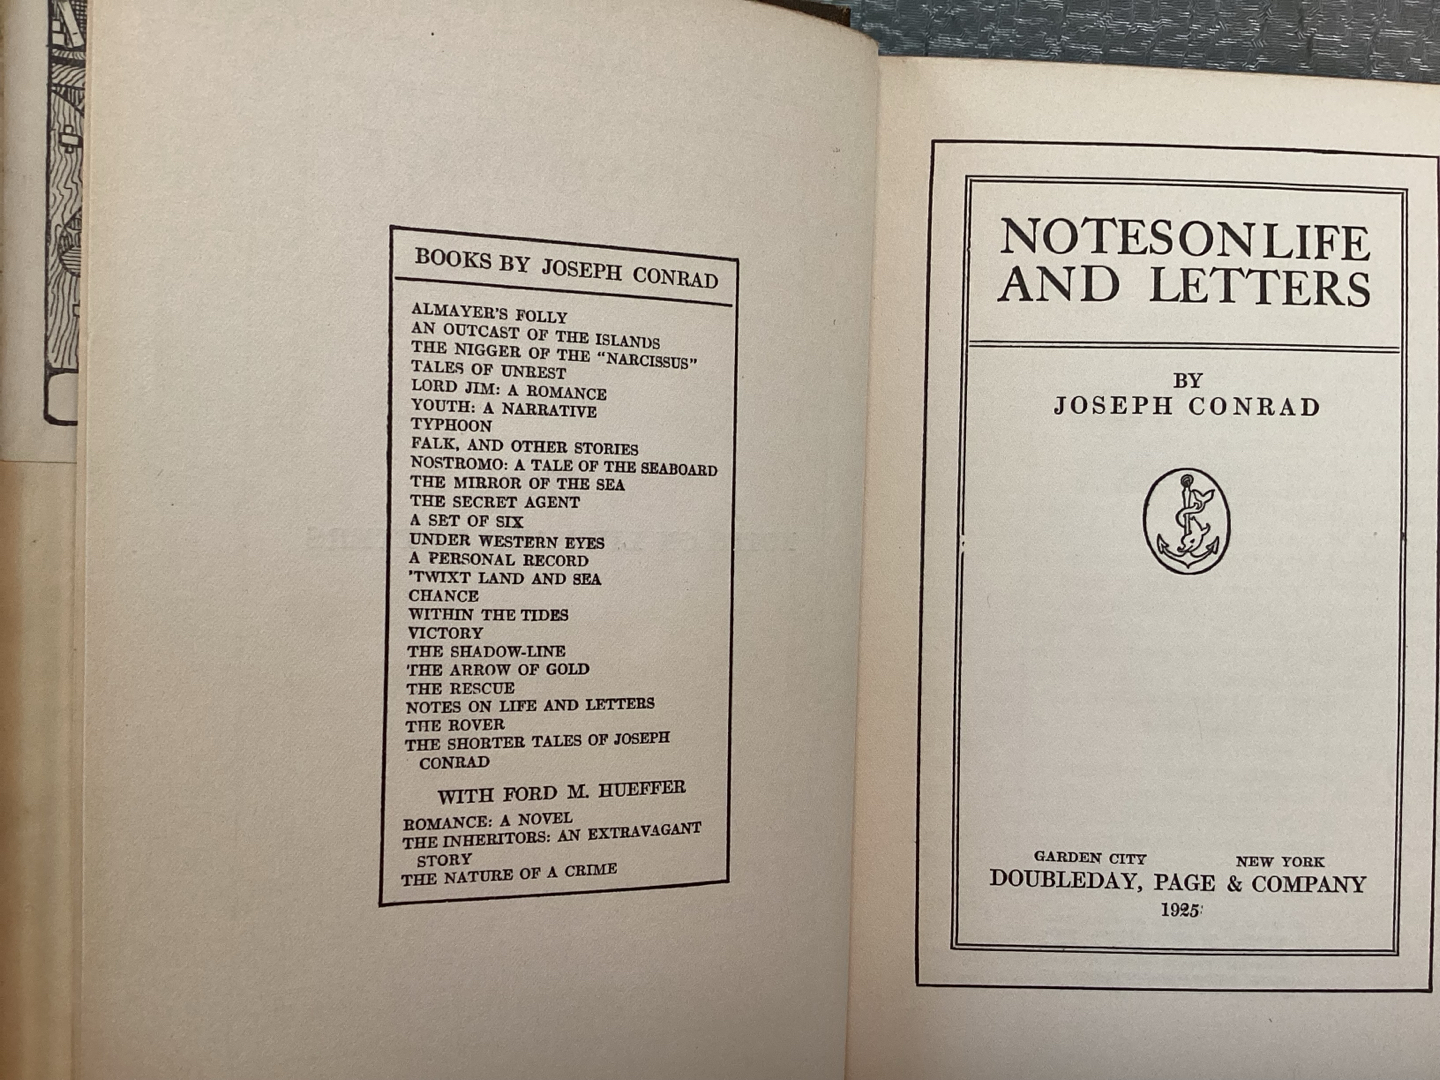 BOOKS BY JOSEPH CONRAD
ALMAYER'S FOLLY
AN OUTCAST OF THE ISLANDS
THE NIGGER OF THE "NARCISSUS"
TALES OF UNREST
LORD JIM: A ROMANCE
YOUTH: A NARRATIVE
TYPHOON
FALK, AND OTHER STORIES
NOSTROMO: A TALE OF THE SEABOARD
THE MIRROR OF THE SEA
THE SECRET AGENT
A SET OF SIX
UNDER WESTERN EYES
A PERSONAL RECORD
'TWIXT LAND AND SEA
CHANCE
WITHIN THE TIDES
VICTORY
THE SHADOW-LINE
THE ARROW OF GOLD
THE RESCUE
NOTES ON LIFE AND LETTERS
THE ROVER
THE SHORTER TALES OF JOSEPH
CONRAD
WITH FORD M. HUEFFER
ROMANCE: A NOVEL
THE INHERITORS: AN EXTRAVAGANT
STORY
THE NATURE OF A CRIME
NOTES ON LIFE
AND LETTERS
BY
JOSEPH CONRAD
GARDEN CITY NEW YORK
DOUBLEDAY, PAGE & COMPANY
1925